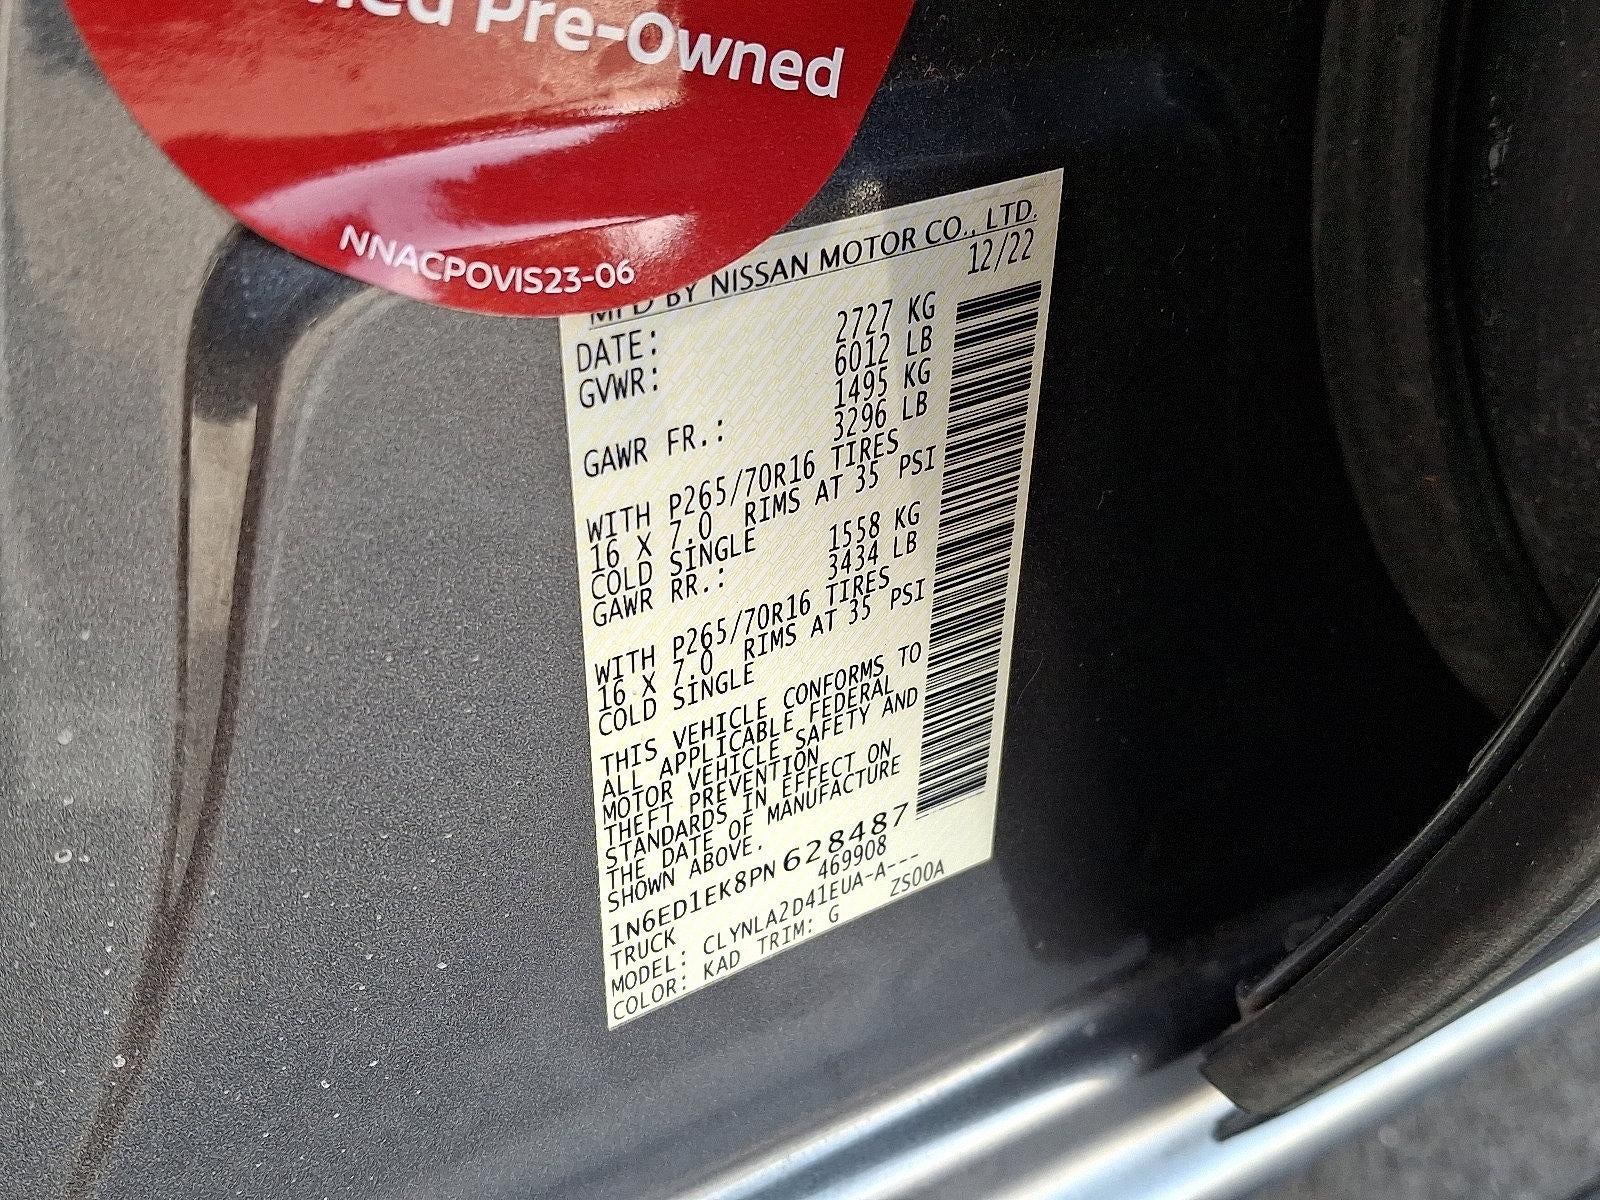 Pre-Owned
NNACPOVIS23-06
MFD BY NISSAN MOTOR CO., LTD.
DATE: 12/22
GVWR: 2727 KG
6012 LB
GAWR FR.: 1495 KG
3296 LB
WITH P265/70R16 TIRES
16 X 7.0 RIMS AT 35 PSI
COLD SINGLE
GAWR RR.: 1558 KG
3434 LB
WITH P265/70R16 TIRES
16 X 7.0 RIMS AT 35 PSI
COLD SINGLE
THIS VEHICLE CONFORMS TO
ALL APPLICABLE FEDERAL
MOTOR VEHICLE SAFETY AND
THEFT PREVENTION
STANDARDS IN EFFECT ON
THE DATE OF MANUFACTURE
SHOWN ABOVE.
1N6ED1EK8PN628487
TRUCK 469908
MODEL: CLYNLA2D41EUA-A---
COLOR: KAD TRIM: G ZS00A